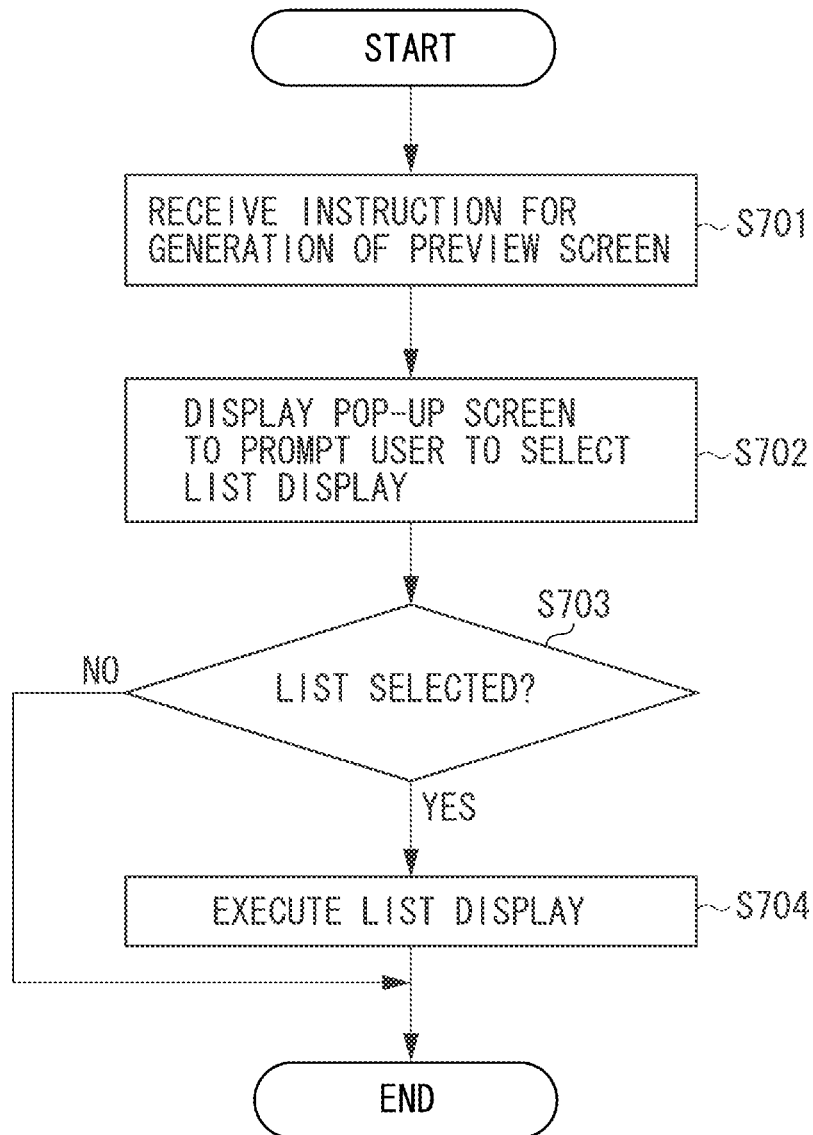 START
RECEIVE INSTRUCTION FOR
GENERATION OF PREVIEW SCREEN
S701
DISPLAY POP-UP SCREEN
TO PROMPT USER TO SELECT
LIST DISPLAY
S702
S703
LIST SELECTED?
NO
YES
EXECUTE LIST DISPLAY
S704
END